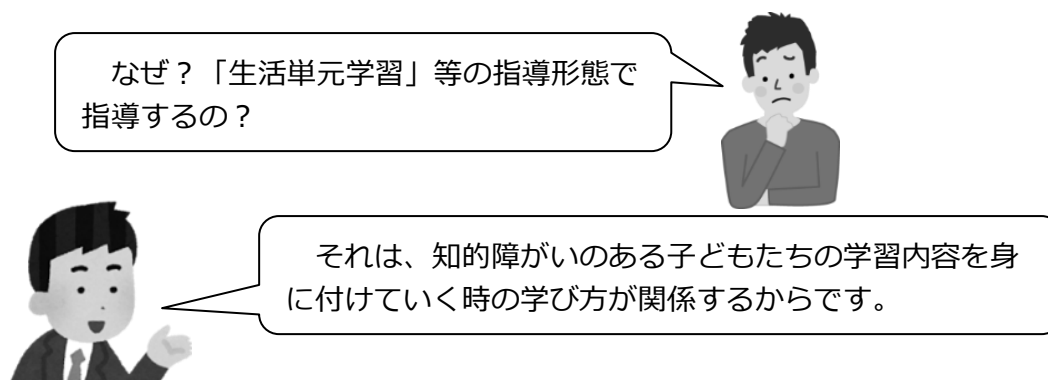 なぜ？「生活単元学習」等の指導形態で
指導するの？
それは、知的障がいのある子どもたちの学習内容を身
に付けていく時の学び方が関係するからです。